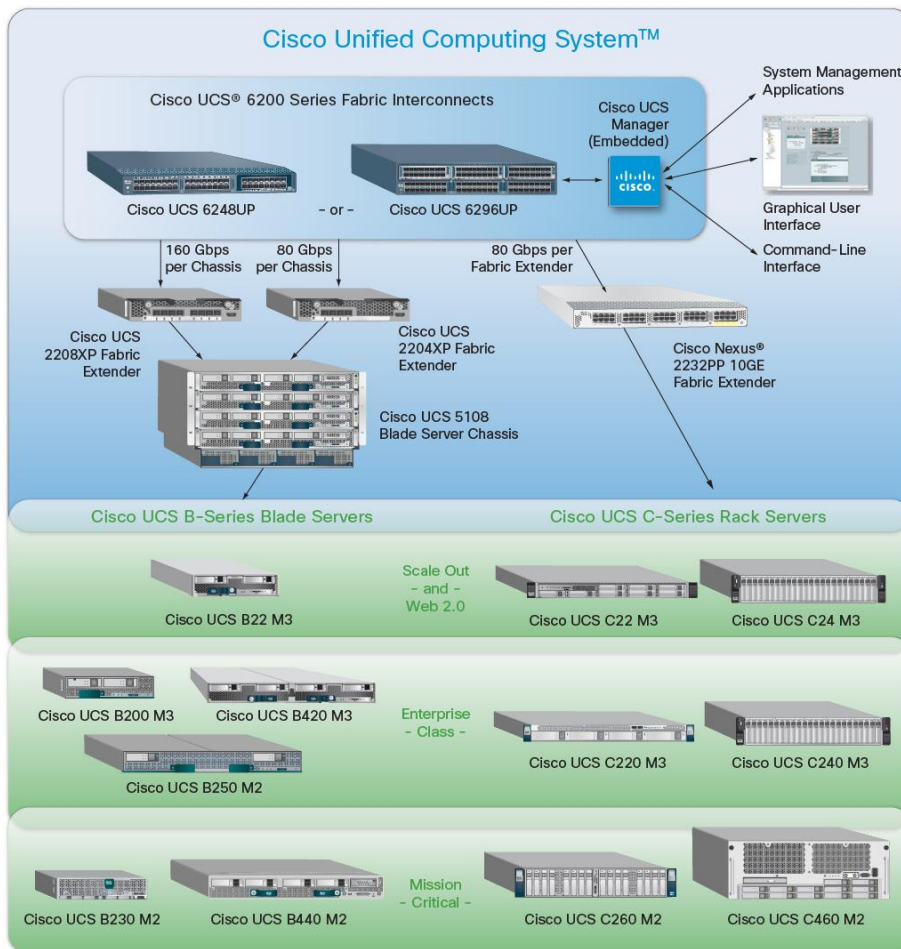 Cisco Unified Computing System™
Cisco UCS® 6200 Series Fabric Interconnects
Cisco UCS 6248UP
- or -
Cisco UCS 6296UP
Cisco UCS
Manager
(Embedded)
CISCO.
System Management
Applications
Graphical User
Interface
Command-Line
Interface
160 Gbps
per Chassis
80 Gbps
per Chassis
80 Gbps per
Fabric Extender
Cisco UCS
2208XP Fabric
Extender
Cisco UCS
2204XP Fabric
Extender
Cisco Nexus®
2232PP 10GE
Fabric Extender
Cisco UCS 5108
Blade Server Chassis
Cisco UCS B-Series Blade Servers
Cisco UCS C-Series Rack Servers
Scale Out
- and -
Web 2.0
Cisco UCS B22 M3
Cisco UCS C22 M3
Cisco UCS C24 M3
Cisco UCS B200 M3
Cisco UCS B420 M3
Enterprise
- Class -
Cisco UCS B250 M2
Cisco UCS C220 M3
Cisco UCS C240 M3
Mission
- Critical -
Cisco UCS B230 M2
Cisco UCS B440 M2
Cisco UCS C260 M2
Cisco UCS C460 M2